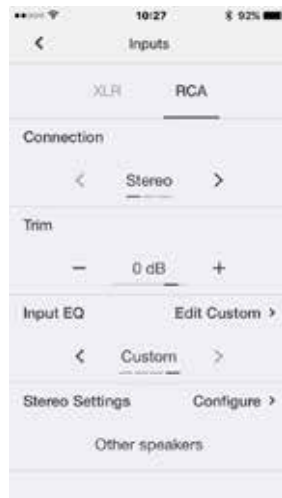 10:27 92%
Inputs
XLR RCA
Connection
< Stereo >
Trim
− 0 dB +
Input EQ Edit Custom >
< Custom >
Stereo Settings Configure >
Other speakers